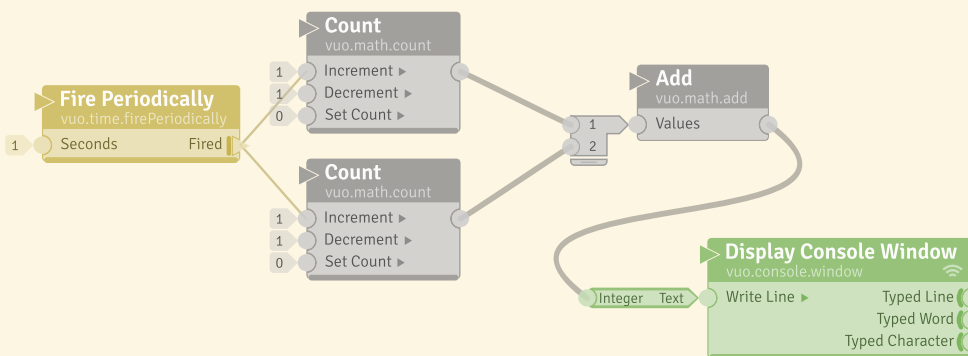 Fire Periodically
vuo.time.firePeriodically
1
Seconds
Fired
Count
vuo.math.count
1
Increment
1
Decrement
0
Set Count
Count
vuo.math.count
1
Increment
1
Decrement
0
Set Count
1
2
Add
vuo.math.add
Values
Integer Text
Display Console Window
vuo.console.window
Write Line
Typed Line
Typed Word
Typed Character